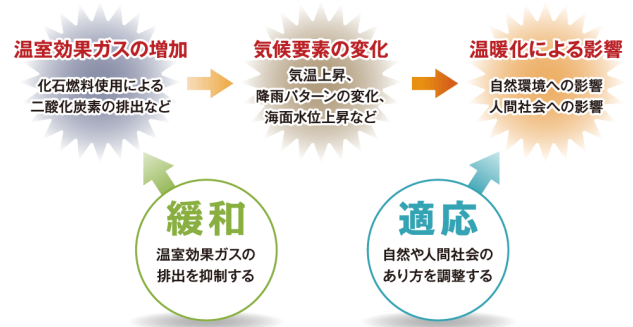 温室効果ガスの増加
化石燃料使用による
二酸化炭素の排出など
気候要素の変化
気温上昇、
降雨パターンの変化、
海面水位上昇など
温暖化による影響
自然環境への影響
人間社会への影響
緩和
温室効果ガスの
排出を抑制する
適応
自然や人間社会の
あり方を調整する